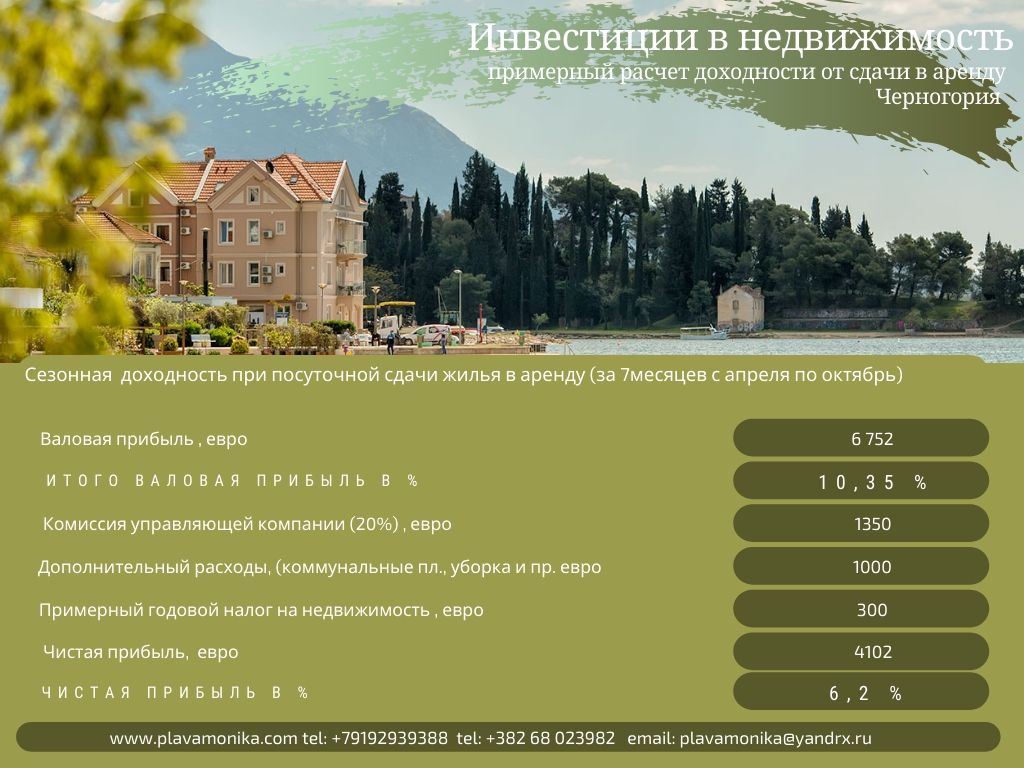 Инвестиции в недвижимость
примерный расчет доходности от сдачи в аренду
Черногория
Сезонная доходность при посуточной сдачи жилья в аренду (за 7месяцев с апреля по октябрь)
Валовая прибыль , евро 6 752
ИТОГО ВАЛОВАЯ ПРИБЫЛЬ В % 10,35 %
Комиссия управляющей компании (20%) , евро 1350
Дополнительный расходы, (коммунальные пл., уборка и пр. евро 1000
Примерный годовой налог на недвижимость , евро 300
Чистая прибыль, евро 4102
ЧИСТАЯ ПРИБЫЛЬ В % 6,2 %
www.plavamonika.com tel: +79192939388 tel: +382 68 023982 email: plavamonika@yandrx.ru